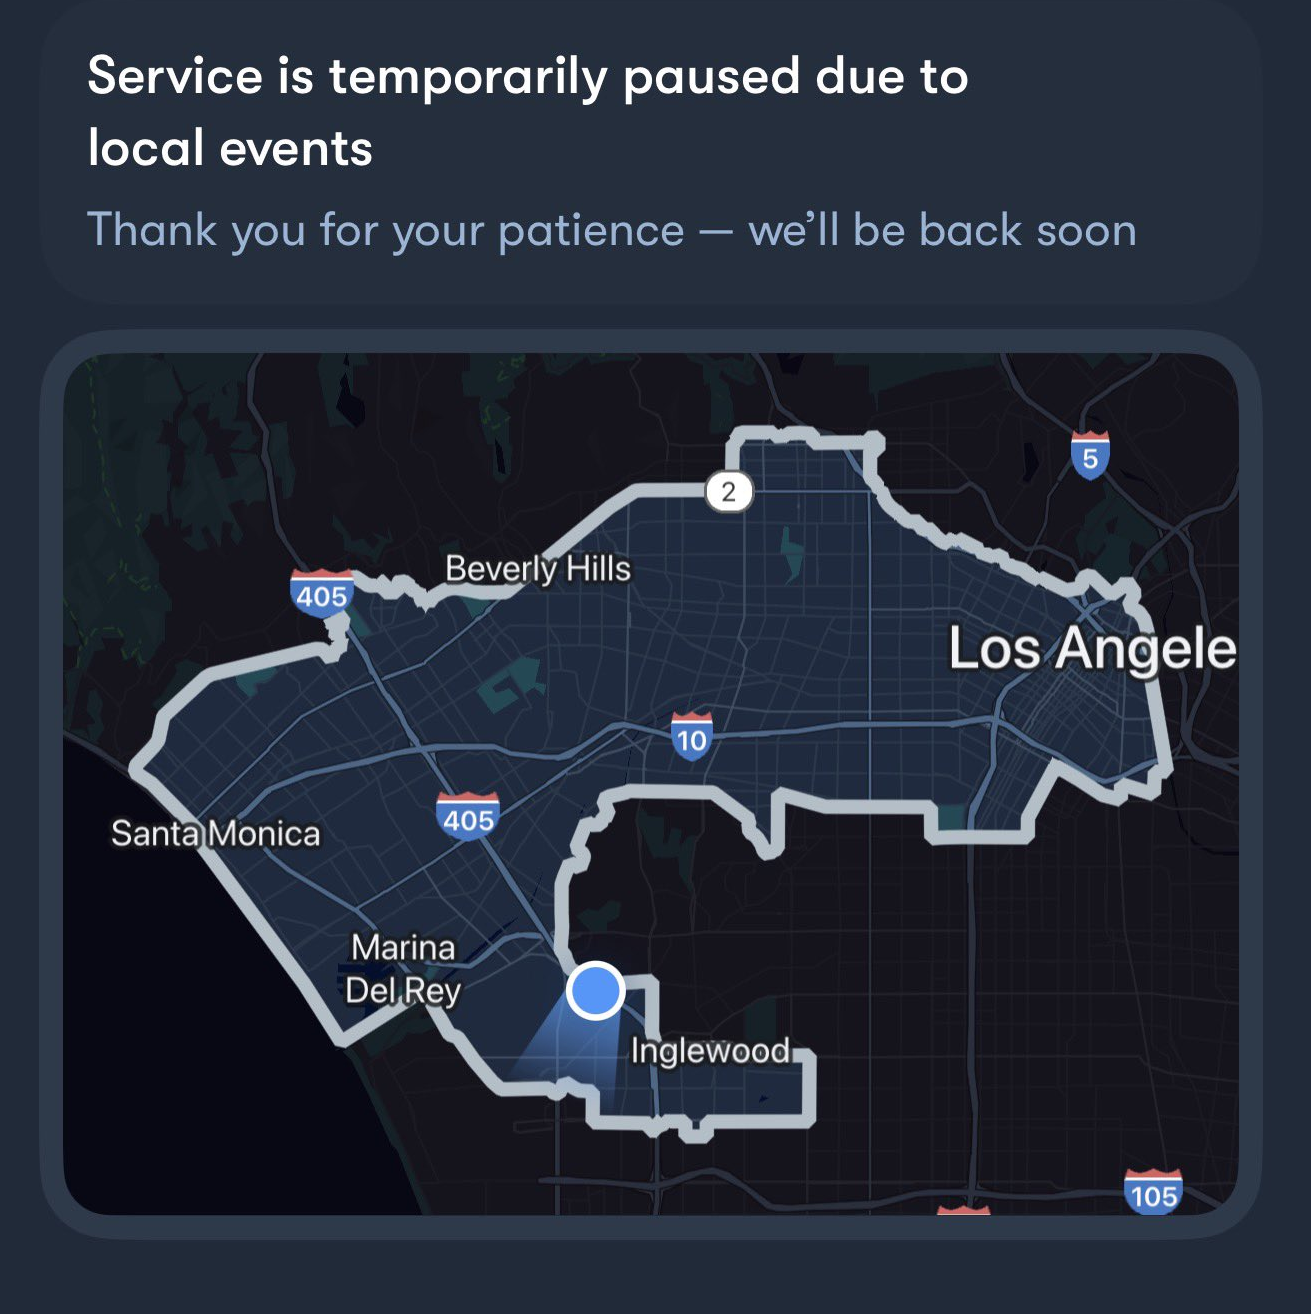 Service is temporarily paused due to
local events
Thank you for your patience — we'll be back soon
2
5
Beverly Hills
405
Los Angele
10
405
Santa Monica
Marina
Del Rey
Inglewood
105